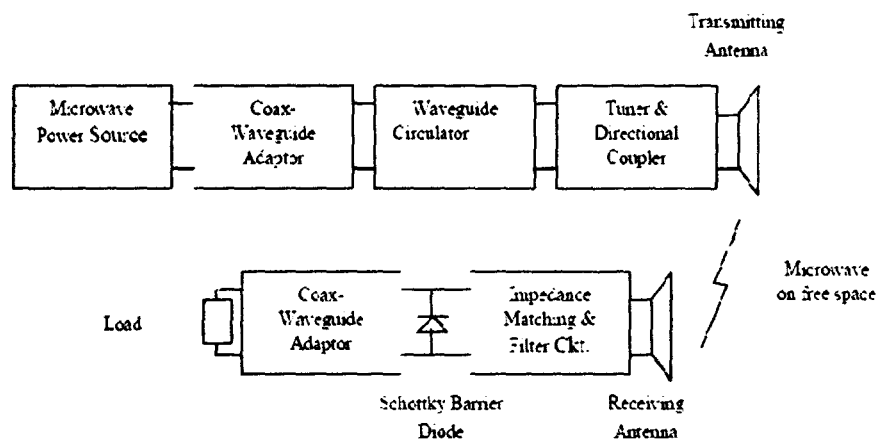 Transmitting
Antenna
Microwave
Power Source
Coax-
Waveguide
Adaptor
Waveguide
Circulator
Tuner &
Directional
Coupler
Microwave
on free space
Load
Coax-
Waveguide
Adaptor
Impedance
Matching &
Filter Ckt.
Schottky Barrier
Diode
Receiving
Antenna